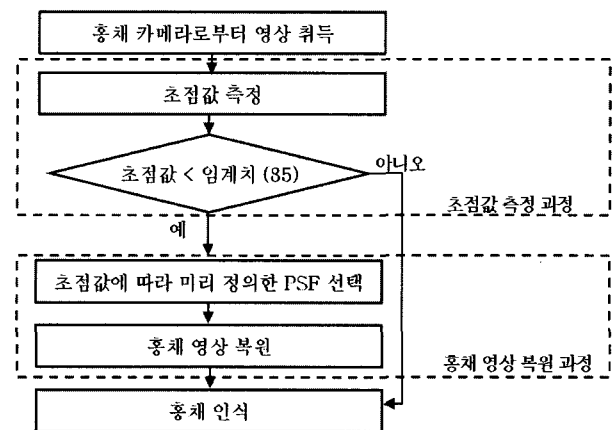 홍채 카메라로부터 영상 취득
초점값 측정
초점값 < 임계치 (35)
아니오
초점값 측정 과정
예
초점값에 따라 미리 정의한 PSF 선택
홍채 영상 복원
홍채 영상 복원 과정
홍채 인식